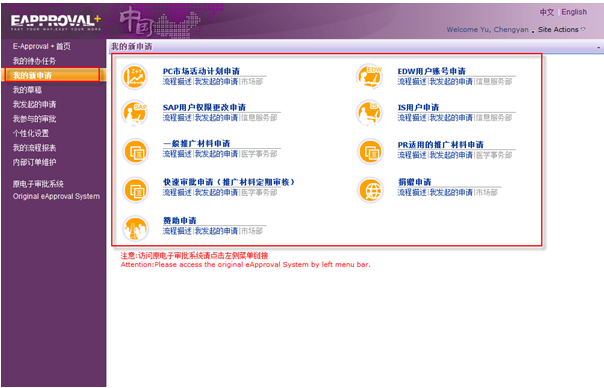 中文 | English
EAPPROVAL+
FAST YOUR WAY.EASY YOUR WORK
中国
Welcome Yu, Chengyan
Site Actions
E-Approval + 首页
我的待办任务
我的新申请
我的草稿
我发起的申请
我参与的审批
个性化设置
我的流程报表
内部订单维护
原电子审批系统
Original eApproval System
我的新申请
PC市场活动计划申请
流程描述|我发起的申请|市场部
EDW用户账号申请
流程描述|我发起的申请|信息服务部
SAP用户权限更改申请
流程描述|我发起的申请|信息服务部
IS用户申请
流程描述|我发起的申请|信息服务部
一般推广材料申请
流程描述|我发起的申请|医学事务部
PR适用的推广材料申请
流程描述|我发起的申请|医学事务部
快速审批申请（推广材料定期审核）
流程描述|我发起的申请|医学事务部
捐赠申请
流程描述|我发起的申请|市场部
赞助申请
流程描述|我发起的申请|市场部
注意:访问原电子审批系统请点击左侧菜单链接
Attention:Please access the original eApproval System by left menu bar.